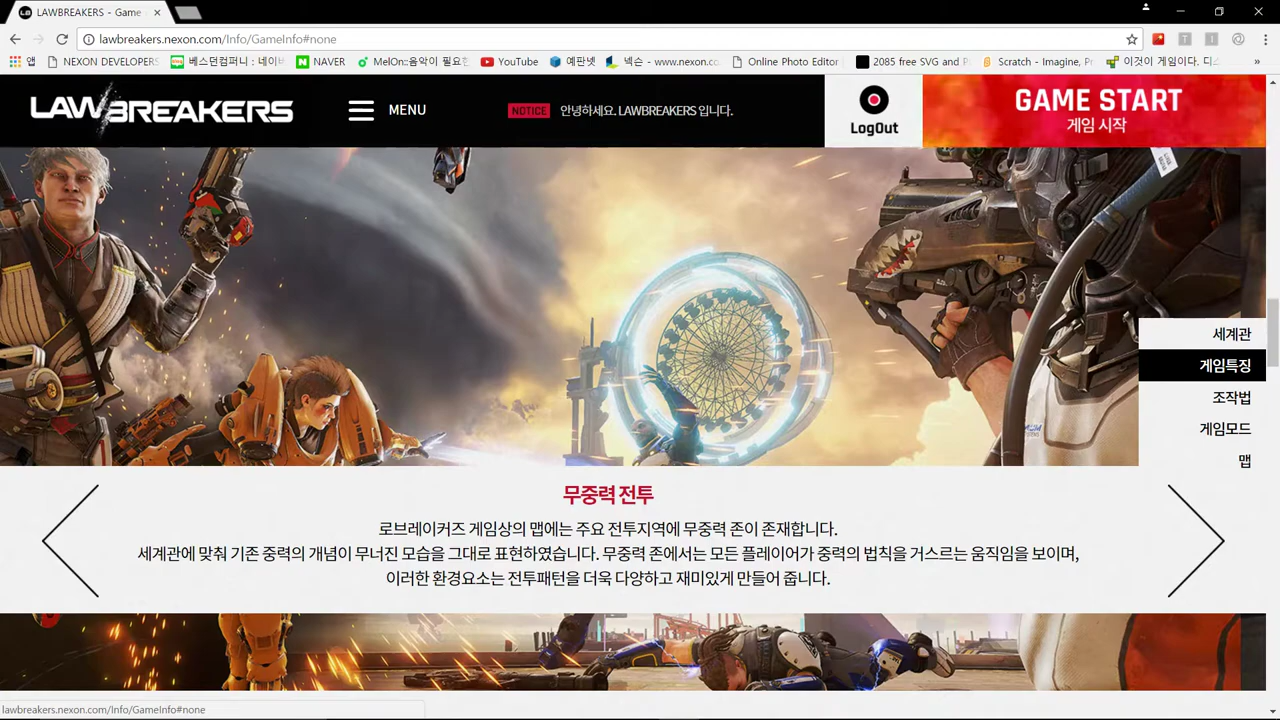 LAWBREAKERS - Game
lawbreakers.nexon.com/Info/GameInfo#none
앱 NEXON DEVELOPERS 베스던컴퍼니 : 네이버 NAVER MelOn::음악이 필요한 YouTube 예판넷 넥슨 - www.nexon.co. Online Photo Editor 2085 free SVG and P Scratch - Imagine, Pr 이것이 게임이다. 디스 »
LAWBREAKERS MENU NOTICE 안녕하세요. LAWBREAKERS 입니다. LogOut GAME START
게임 시작
세계관
게임특징
조작법
게임모드
맵
무중력 전투
로브레이커즈 게임상의 맵에는 주요 전투지역에 무중력 존이 존재합니다.
세계관에 맞춰 기존 중력의 개념이 무너진 모습을 그대로 표현하였습니다. 무중력 존에서는 모든 플레이어가 중력의 법칙을 거스르는 움직임을 보이며,
이러한 환경요소는 전투패턴을 더욱 다양하고 재미있게 만들어 줍니다.
lawbreakers.nexon.com/Info/GameInfo#none